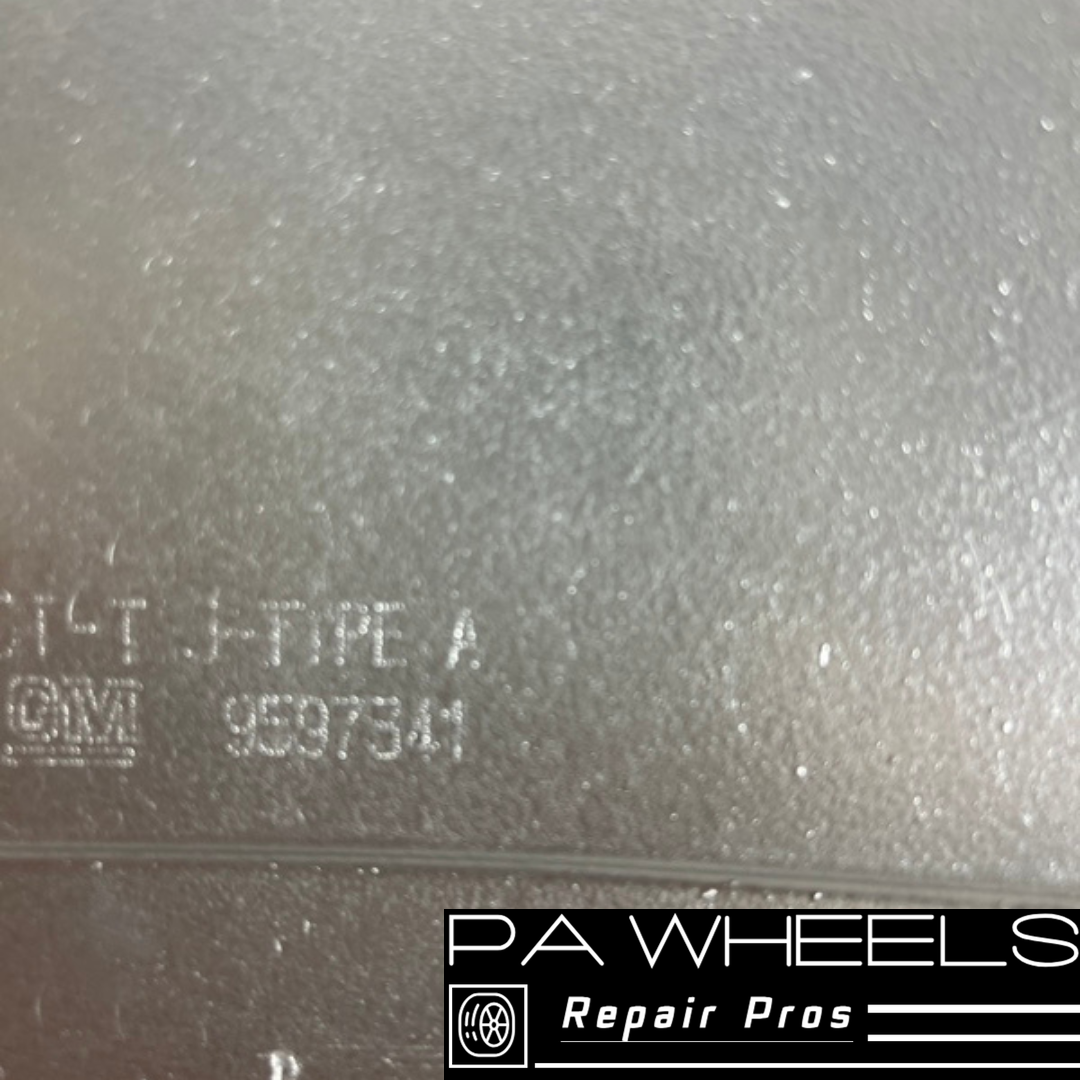 J-TYPE A
GM 9597541
PA WHEELS
Repair Pros